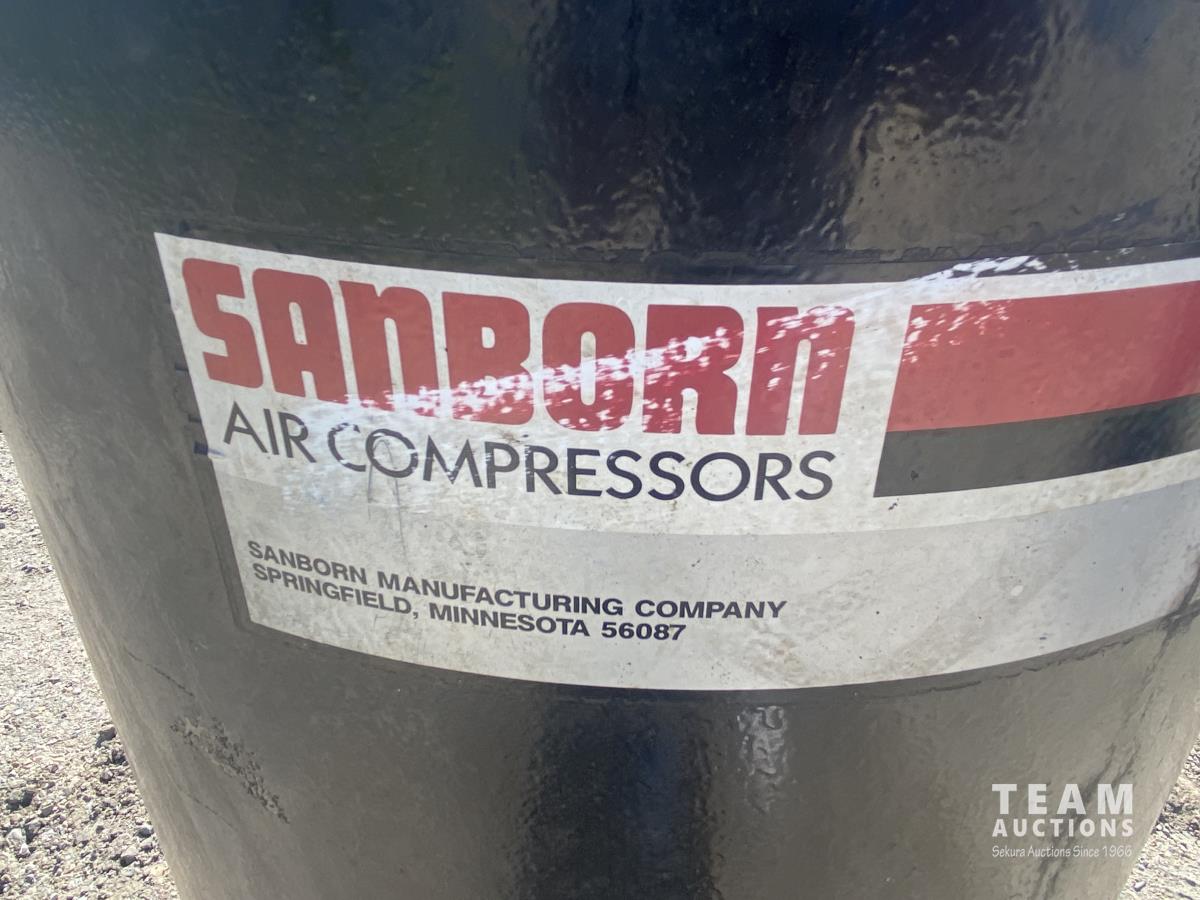 SANBORN
AIR COMPRESSORS
SANBORN MANUFACTURING COMPANY
SPRINGFIELD, MINNESOTA 56087
TEAM
AUCTIONS
Sekura Auctions Since 1966